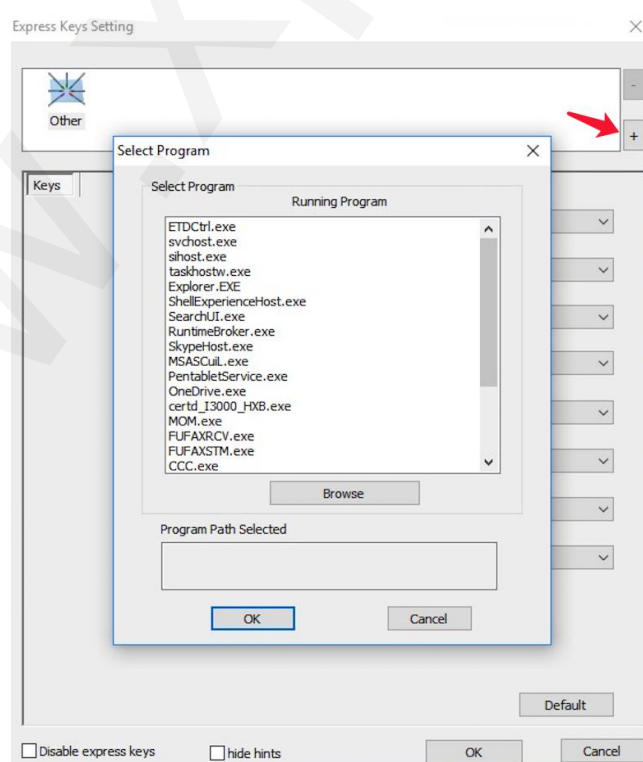 Express Keys Setting
-
Other
+
Select Program
Keys
Select Program
Running Program
ETDCtrl.exe
svchost.exe
sihost.exe
taskhostw.exe
Explorer.EXE
ShellExperienceHost.exe
SearchUI.exe
RuntimeBroker.exe
SkypeHost.exe
MSASCuiL.exe
PentabletService.exe
OneDrive.exe
certd_I3000_HXB.exe
MOM.exe
FUFAXRCV.exe
FUFAXSTM.exe
CCC.exe
Browse
Program Path Selected
OK
Cancel
Default
Disable express keys
hide hints
OK
Cancel